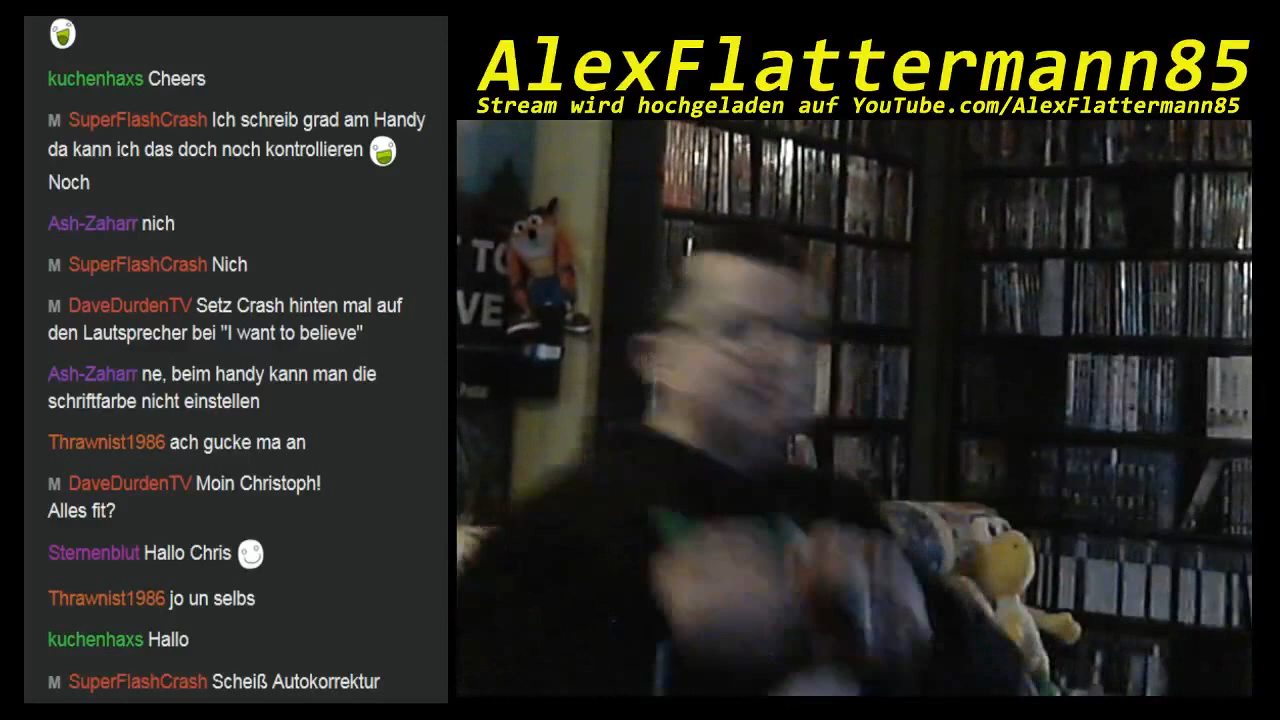 AlexFlattermann85
Stream wird hochgeladen auf YouTube.com/AlexFlattermann85
kuchenhaxs Cheers
M SuperFlashCrash Ich schreib grad am Handy
da kann ich das doch noch kontrollieren
Noch
Ash-Zaharr nich
M SuperFlashCrash Nich
M DaveDurdenTV Setz Crash hinten mal auf
den Lautsprecher bei "I want to believe"
Ash-Zaharr ne, beim handy kann man die
schriftfarbe nicht einstellen
Thrawnist1986 ach gucke ma an
M DaveDurdenTV Moin Christoph!
Alles fit?
Sternenblut Hallo Chris
Thrawnist1986 jo un selbs
kuchenhaxs Hallo
M SuperFlashCrash Scheiß Autokorrektur
TO
VE